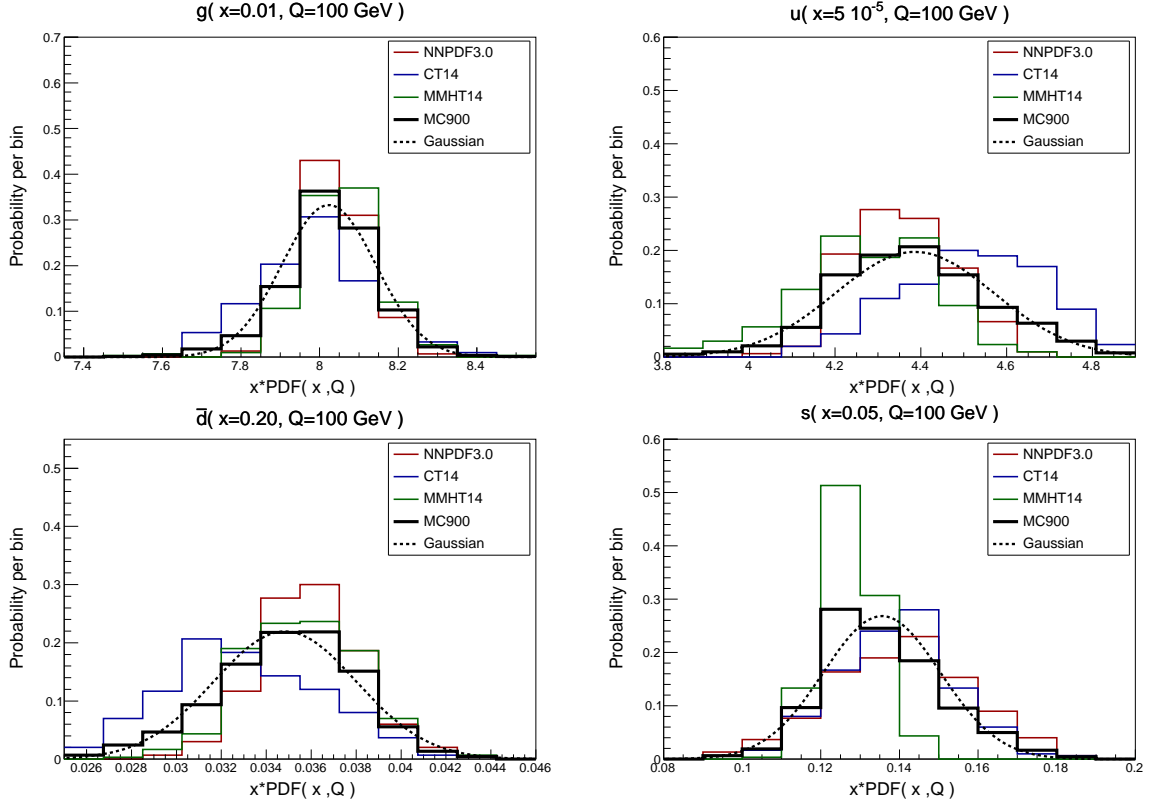 g( x=0.01, Q=100 GeV )
Probability per bin
0.7
0.6
0.5
0.4
0.3
0.2
0.1
0
NNPDF3.0
CT14
MMHT14
MC900
Gaussian
7.4 7.6 7.8 8 8.2 8.4
x*PDF( x ,Q )
u( x=5 10⁻⁵, Q=100 GeV )
Probability per bin
0.6
0.5
0.4
0.3
0.2
0.1
0
NNPDF3.0
CT14
MMHT14
MC900
Gaussian
3.8 4 4.2 4.4 4.6 4.8
x*PDF( x ,Q )
d̅( x=0.20, Q=100 GeV )
Probability per bin
0.5
0.4
0.3
0.2
0.1
0
NNPDF3.0
CT14
MMHT14
MC900
Gaussian
0.026 0.028 0.03 0.032 0.034 0.036 0.038 0.04 0.042 0.044 0.046
x*PDF( x ,Q )
s( x=0.05, Q=100 GeV )
Probability per bin
0.6
0.5
0.4
0.3
0.2
0.1
0
NNPDF3.0
CT14
MMHT14
MC900
Gaussian
0.08 0.1 0.12 0.14 0.16 0.18 0.2
x*PDF( x ,Q )